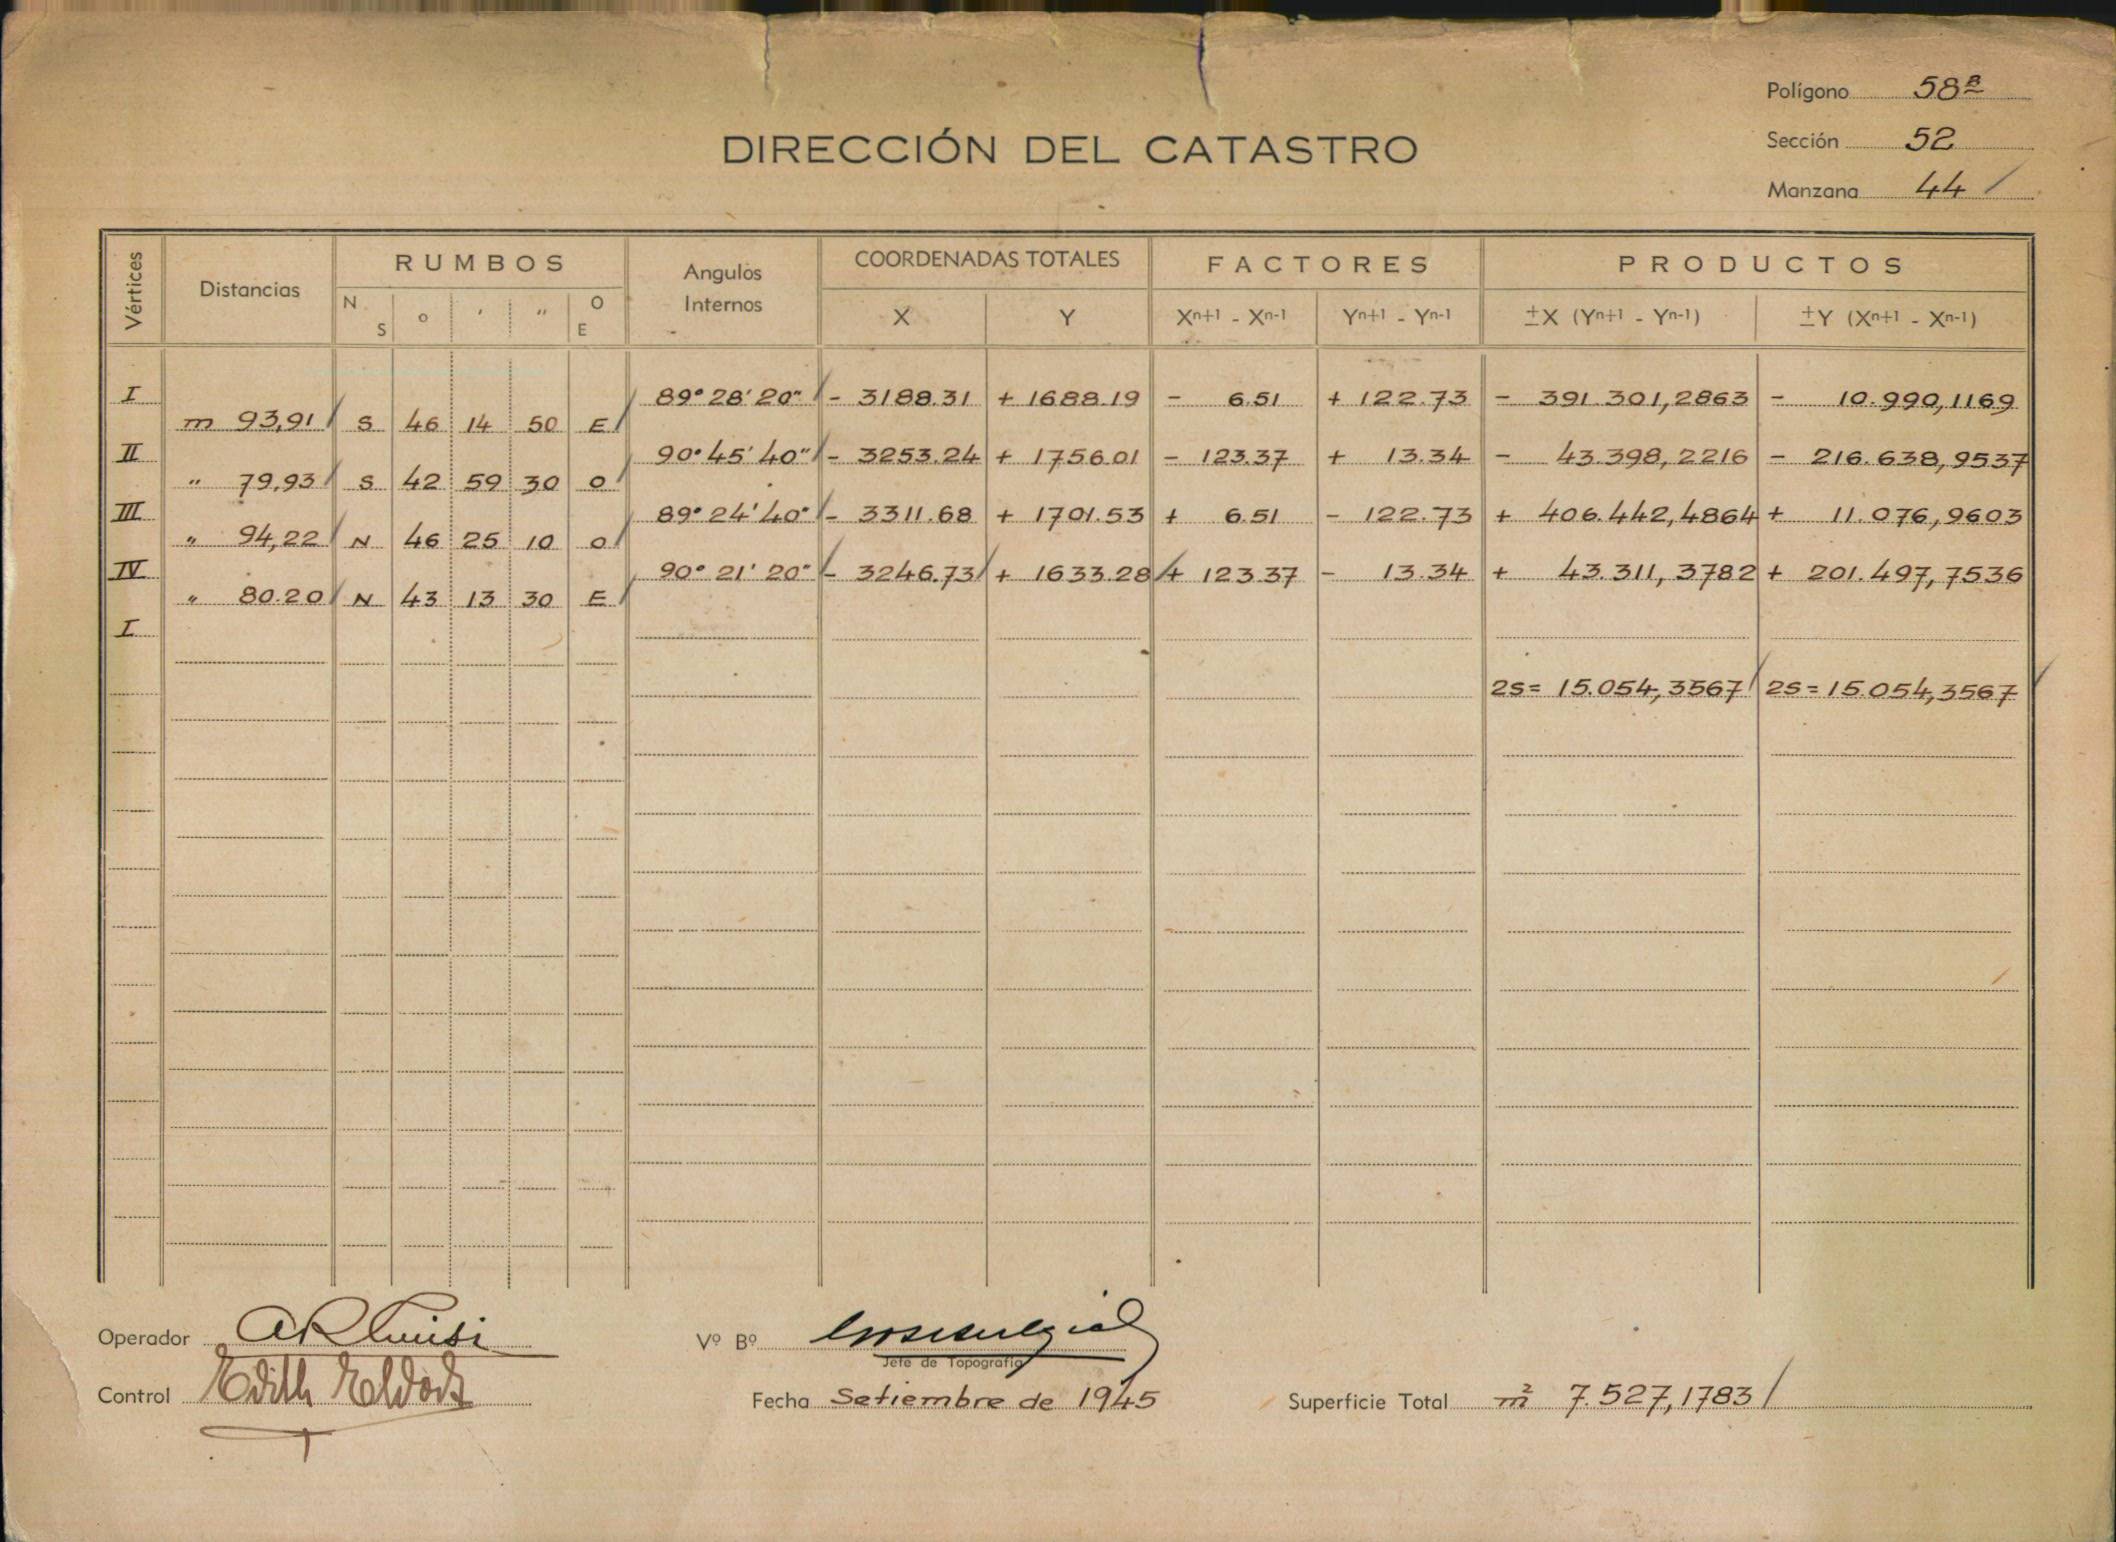 Polígono 58ª
DIRECCIÓN DEL CATASTRO
Sección 52
Manzana 44
Vértices Distancias RUMBOS Angulos Internos COORDENADAS TOTALES FACTORES PRODUCTOS
N S o ' " O E X Y Xn+1 - Xn-1 Yn+1 - Yn-1 ±X (Yn+1 - Yn-1) ±Y (Xn+1 - Xn-1)
I 89° 28' 20" - 3188.31 + 1688.19 - 6.51 + 122.73 - 391.301,2863 - 10.990,1169
m 93,91 S 46 14 50 E
II 90° 45' 40" - 3253.24 + 1756.01 - 123.37 + 13.34 - 43.398,2216 - 216.638,9537
" 79,93 S 42 59 30 O
III 89° 24' 40" - 3311.68 + 1701.53 + 6.51 - 122.73 + 406.442,4864 + 11.076,9603
" 94,22 N 46 25 10 O
IV 90° 21' 20" - 3246.73 + 1633.28 + 123.37 - 13.34 + 43.311,3782 + 201.497,7536
" 80.20 N 43 13 30 E
I
2S = 15.054,3567 2S = 15.054,3567
Operador
Vº Bº
Jefe de Topografía
Control Edith
Fecha Setiembre de 1945 Superficie Total m² 7.527,1783